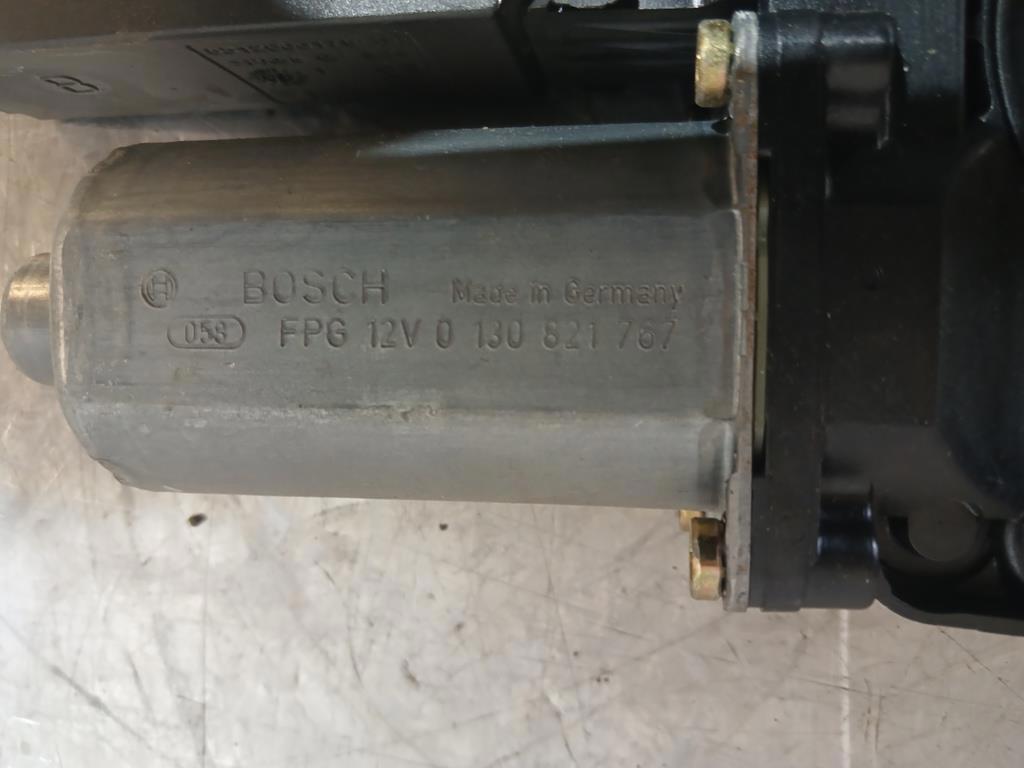 BOSCH Made in Germany
058 FPG 12V 0 130 821 767